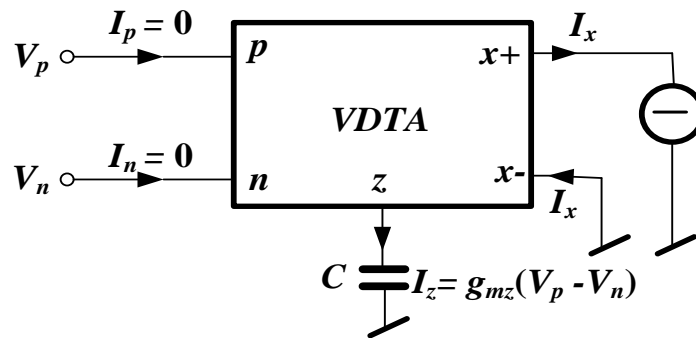 I_p = 0
V_p
p
x+
I_x
VDTA
I_n = 0
V_n
n
z
x-
I_x
C
I_z= g_mz(V_p -V_n)